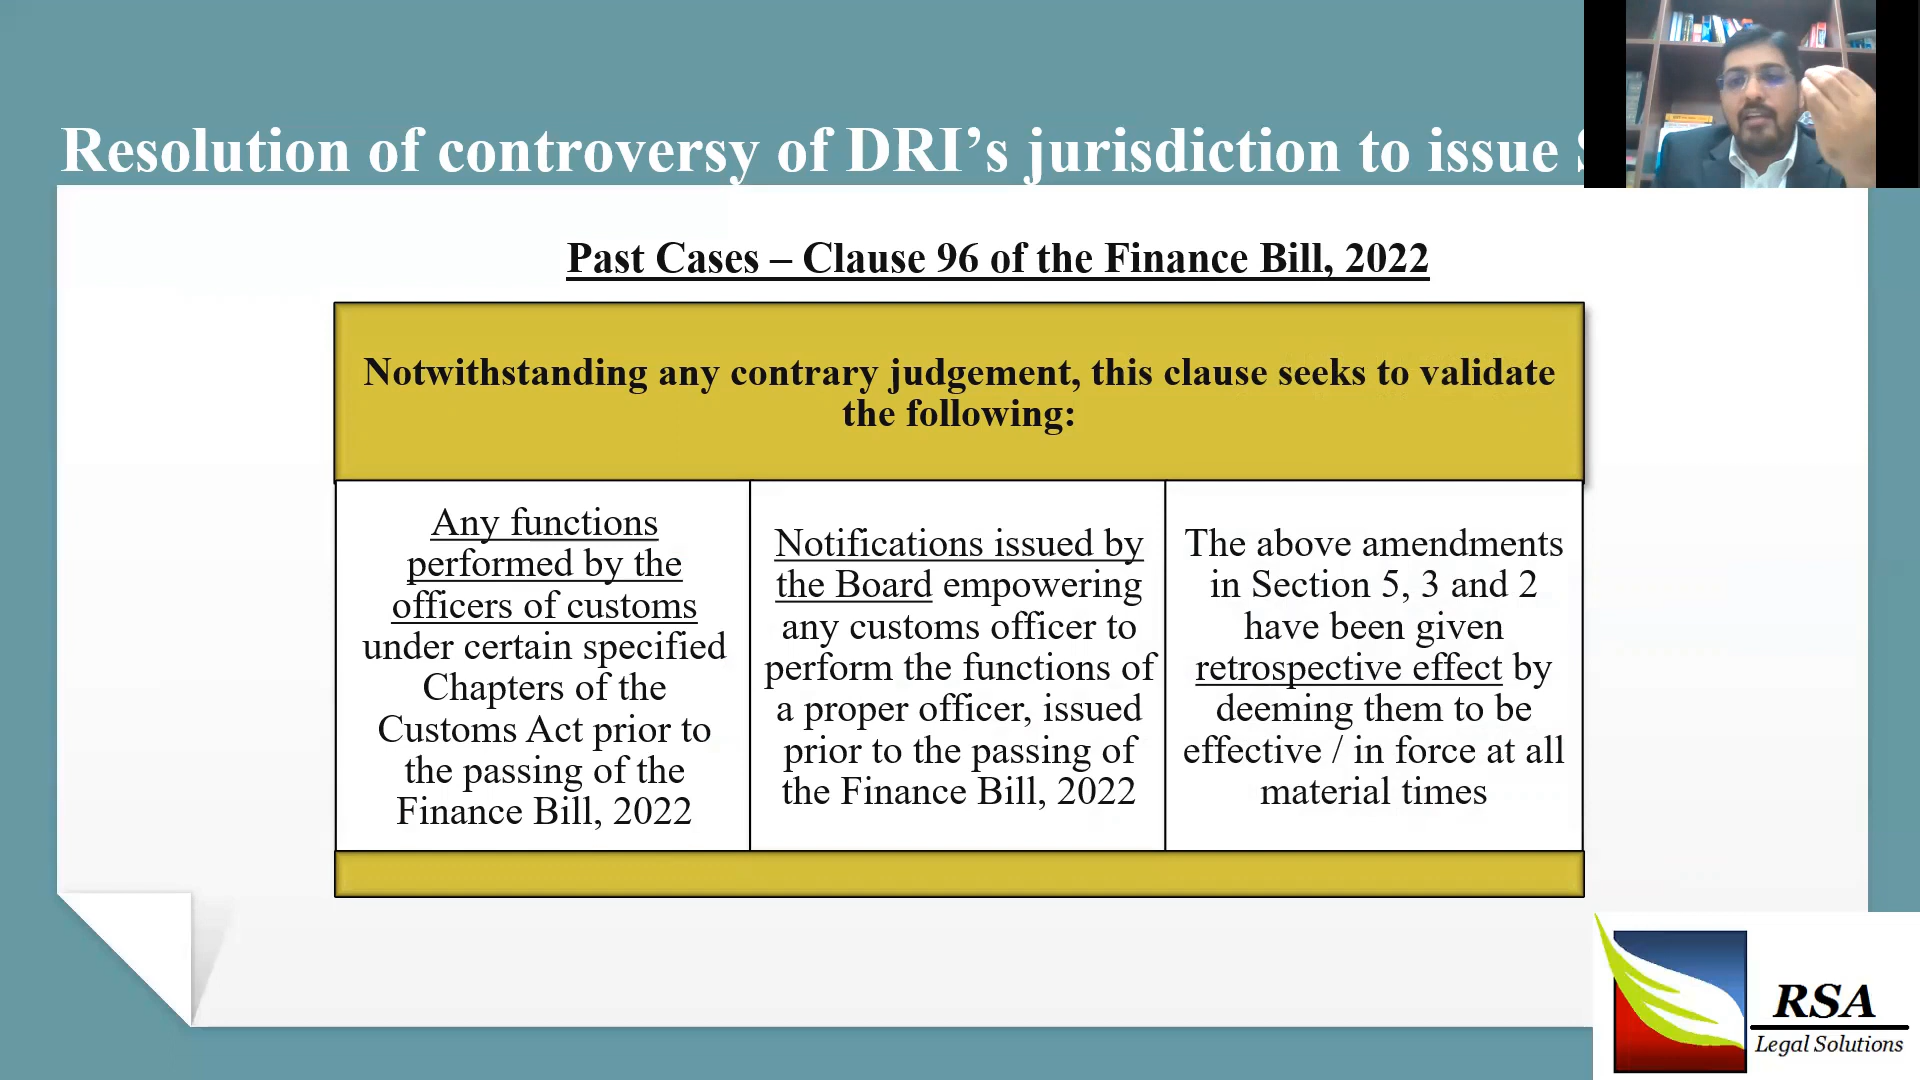 Resolution of controversy of DRI’s jurisdiction to issue
Past Cases – Clause 96 of the Finance Bill, 2022
Notwithstanding any contrary judgement, this clause seeks to validate
the following:
Any functions
performed by the
officers of customs
under certain specified
Chapters of the
Customs Act prior to
the passing of the
Finance Bill, 2022
Notifications issued by
the Board empowering
any customs officer to
perform the functions of
a proper officer, issued
prior to the passing of
the Finance Bill, 2022
The above amendments
in Section 5, 3 and 2
have been given
retrospective effect by
deeming them to be
effective / in force at all
material times
RSA
Legal Solutions